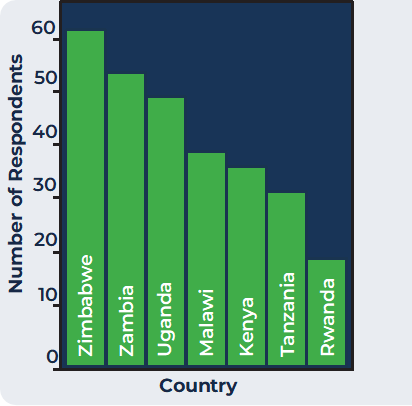 Number of Respondents
60
50
40
30
20
10
0
Zimbabwe
Zambia
Uganda
Malawi
Kenya
Tanzania
Rwanda
Country